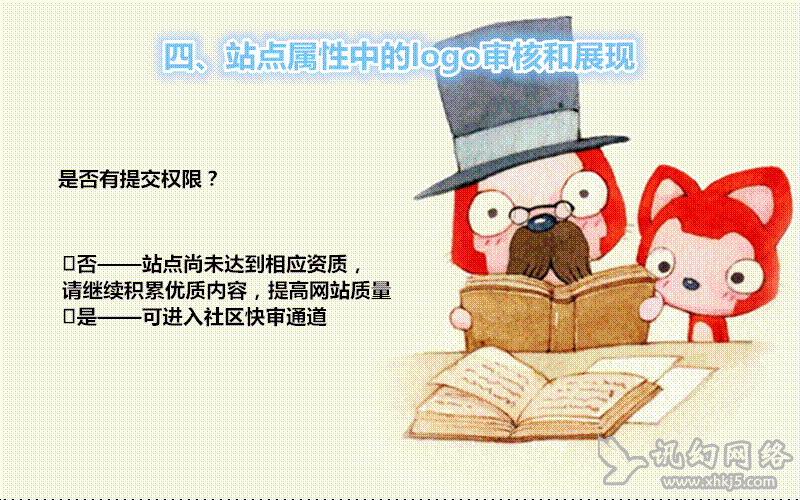 四、站点属性中的logo审核和展现
是否有提交权限？
否——站点尚未达到相应资质，
请继续积累优质内容，提高网站质量
是——可进入社区快审通道
讯幻网络
www.xhkj5.com